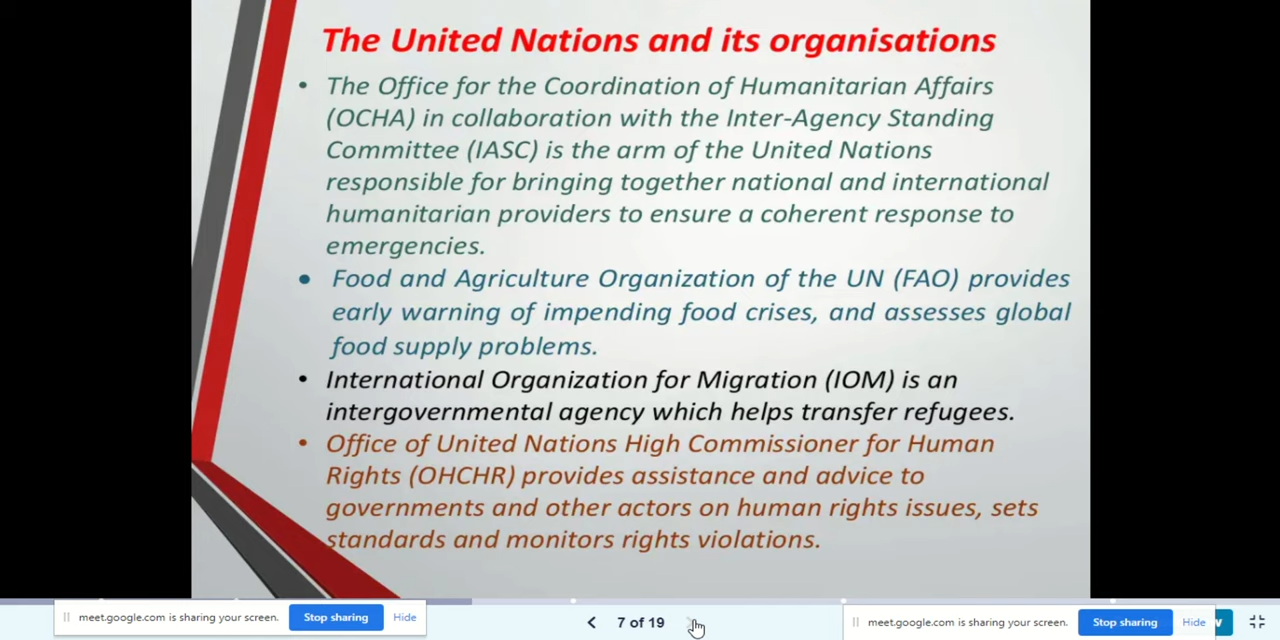 The United Nations and its organisations
• The Office for the Coordination of Humanitarian Affairs
(OCHA) in collaboration with the Inter-Agency Standing
Committee (IASC) is the arm of the United Nations
responsible for bringing together national and international
humanitarian providers to ensure a coherent response to
emergencies.
• Food and Agriculture Organization of the UN (FAO) provides
early warning of impending food crises, and assesses global
food supply problems.
• International Organization for Migration (IOM) is an
intergovernmental agency which helps transfer refugees.
• Office of United Nations High Commissioner for Human
Rights (OHCHR) provides assistance and advice to
governments and other actors on human rights issues, sets
standards and monitors rights violations.
meet.google.com is sharing your screen. Stop sharing Hide
7 of 19
meet.google.com is sharing your screen. Stop sharing Hide